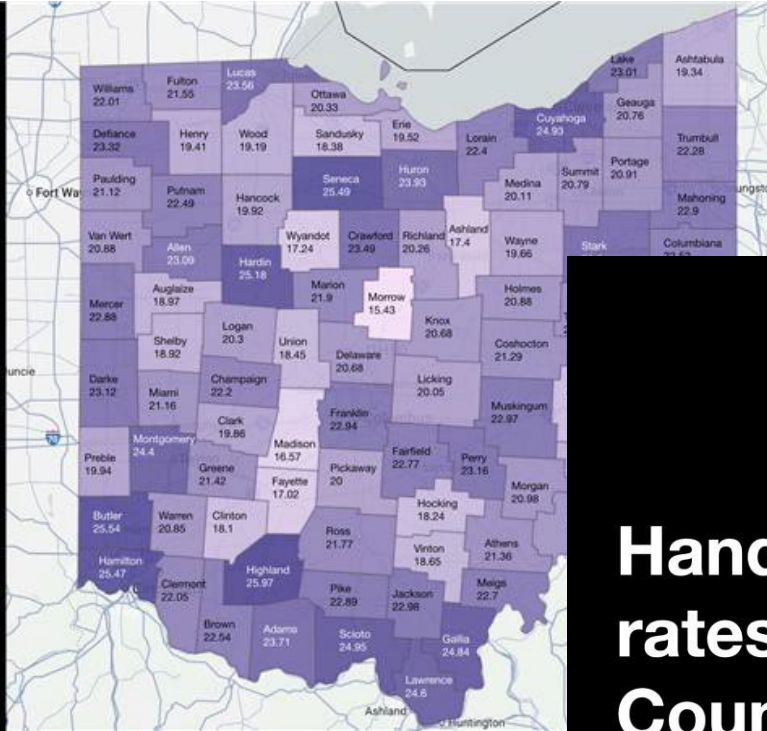 Williams
22.01
Fulton
21.55
Lucas
23.56
Ottawa
20.33
Lake
23.01
Ashtabula
19.34
Defiance
23.32
Henry
19.41
Wood
19.19
Sandusky
18.38
Erie
19.52
Lorain
22.4
Cuyahoga
24.93
Geauga
20.76
Trumbull
22.28
Paulding
21.12
Putnam
22.49
Hancock
19.92
Seneca
25.49
Huron
23.93
Medina
20.11
Summit
20.79
Portage
20.91
Mahoning
22.9
Fort Way
Van Wert
20.88
Allen
23.09
Hardin
25.18
Wyandot
17.24
Crawford
23.49
Richland
20.26
Ashland
17.4
Wayne
19.66
Stark
Columbiana
Mercer
22.88
Auglaize
18.97
Marion
21.9
Morrow
15.43
Holmes
20.88
Shelby
18.92
Logan
20.3
Union
18.45
Delaware
20.68
Knox
20.68
Coshocton
21.29
uncie
Darke
23.12
Miami
21.16
Champaign
22.2
Licking
20.05
Muskingum
22.97
70
Clark
19.86
Franklin
22.94
Preble
19.94
Montgomery
24.4
Greene
21.42
Madison
16.57
Pickaway
20
Fairfield
22.77
Perry
23.16
Morgan
20.98
Fayette
17.02
Butler
25.54
Warren
20.85
Clinton
18.1
Hocking
18.24
Ross
21.77
Vinton
18.65
Athens
21.36
Hamilton
25.47
Clermont
22.05
Highland
25.97
Pike
22.89
Jackson
22.98
Meigs
22.7
Brown
22.54
Adams
23.71
Scioto
24.95
Gallia
24.84
Lawrence
24.6
Ashland
Huntington
Hand
rates
Coun